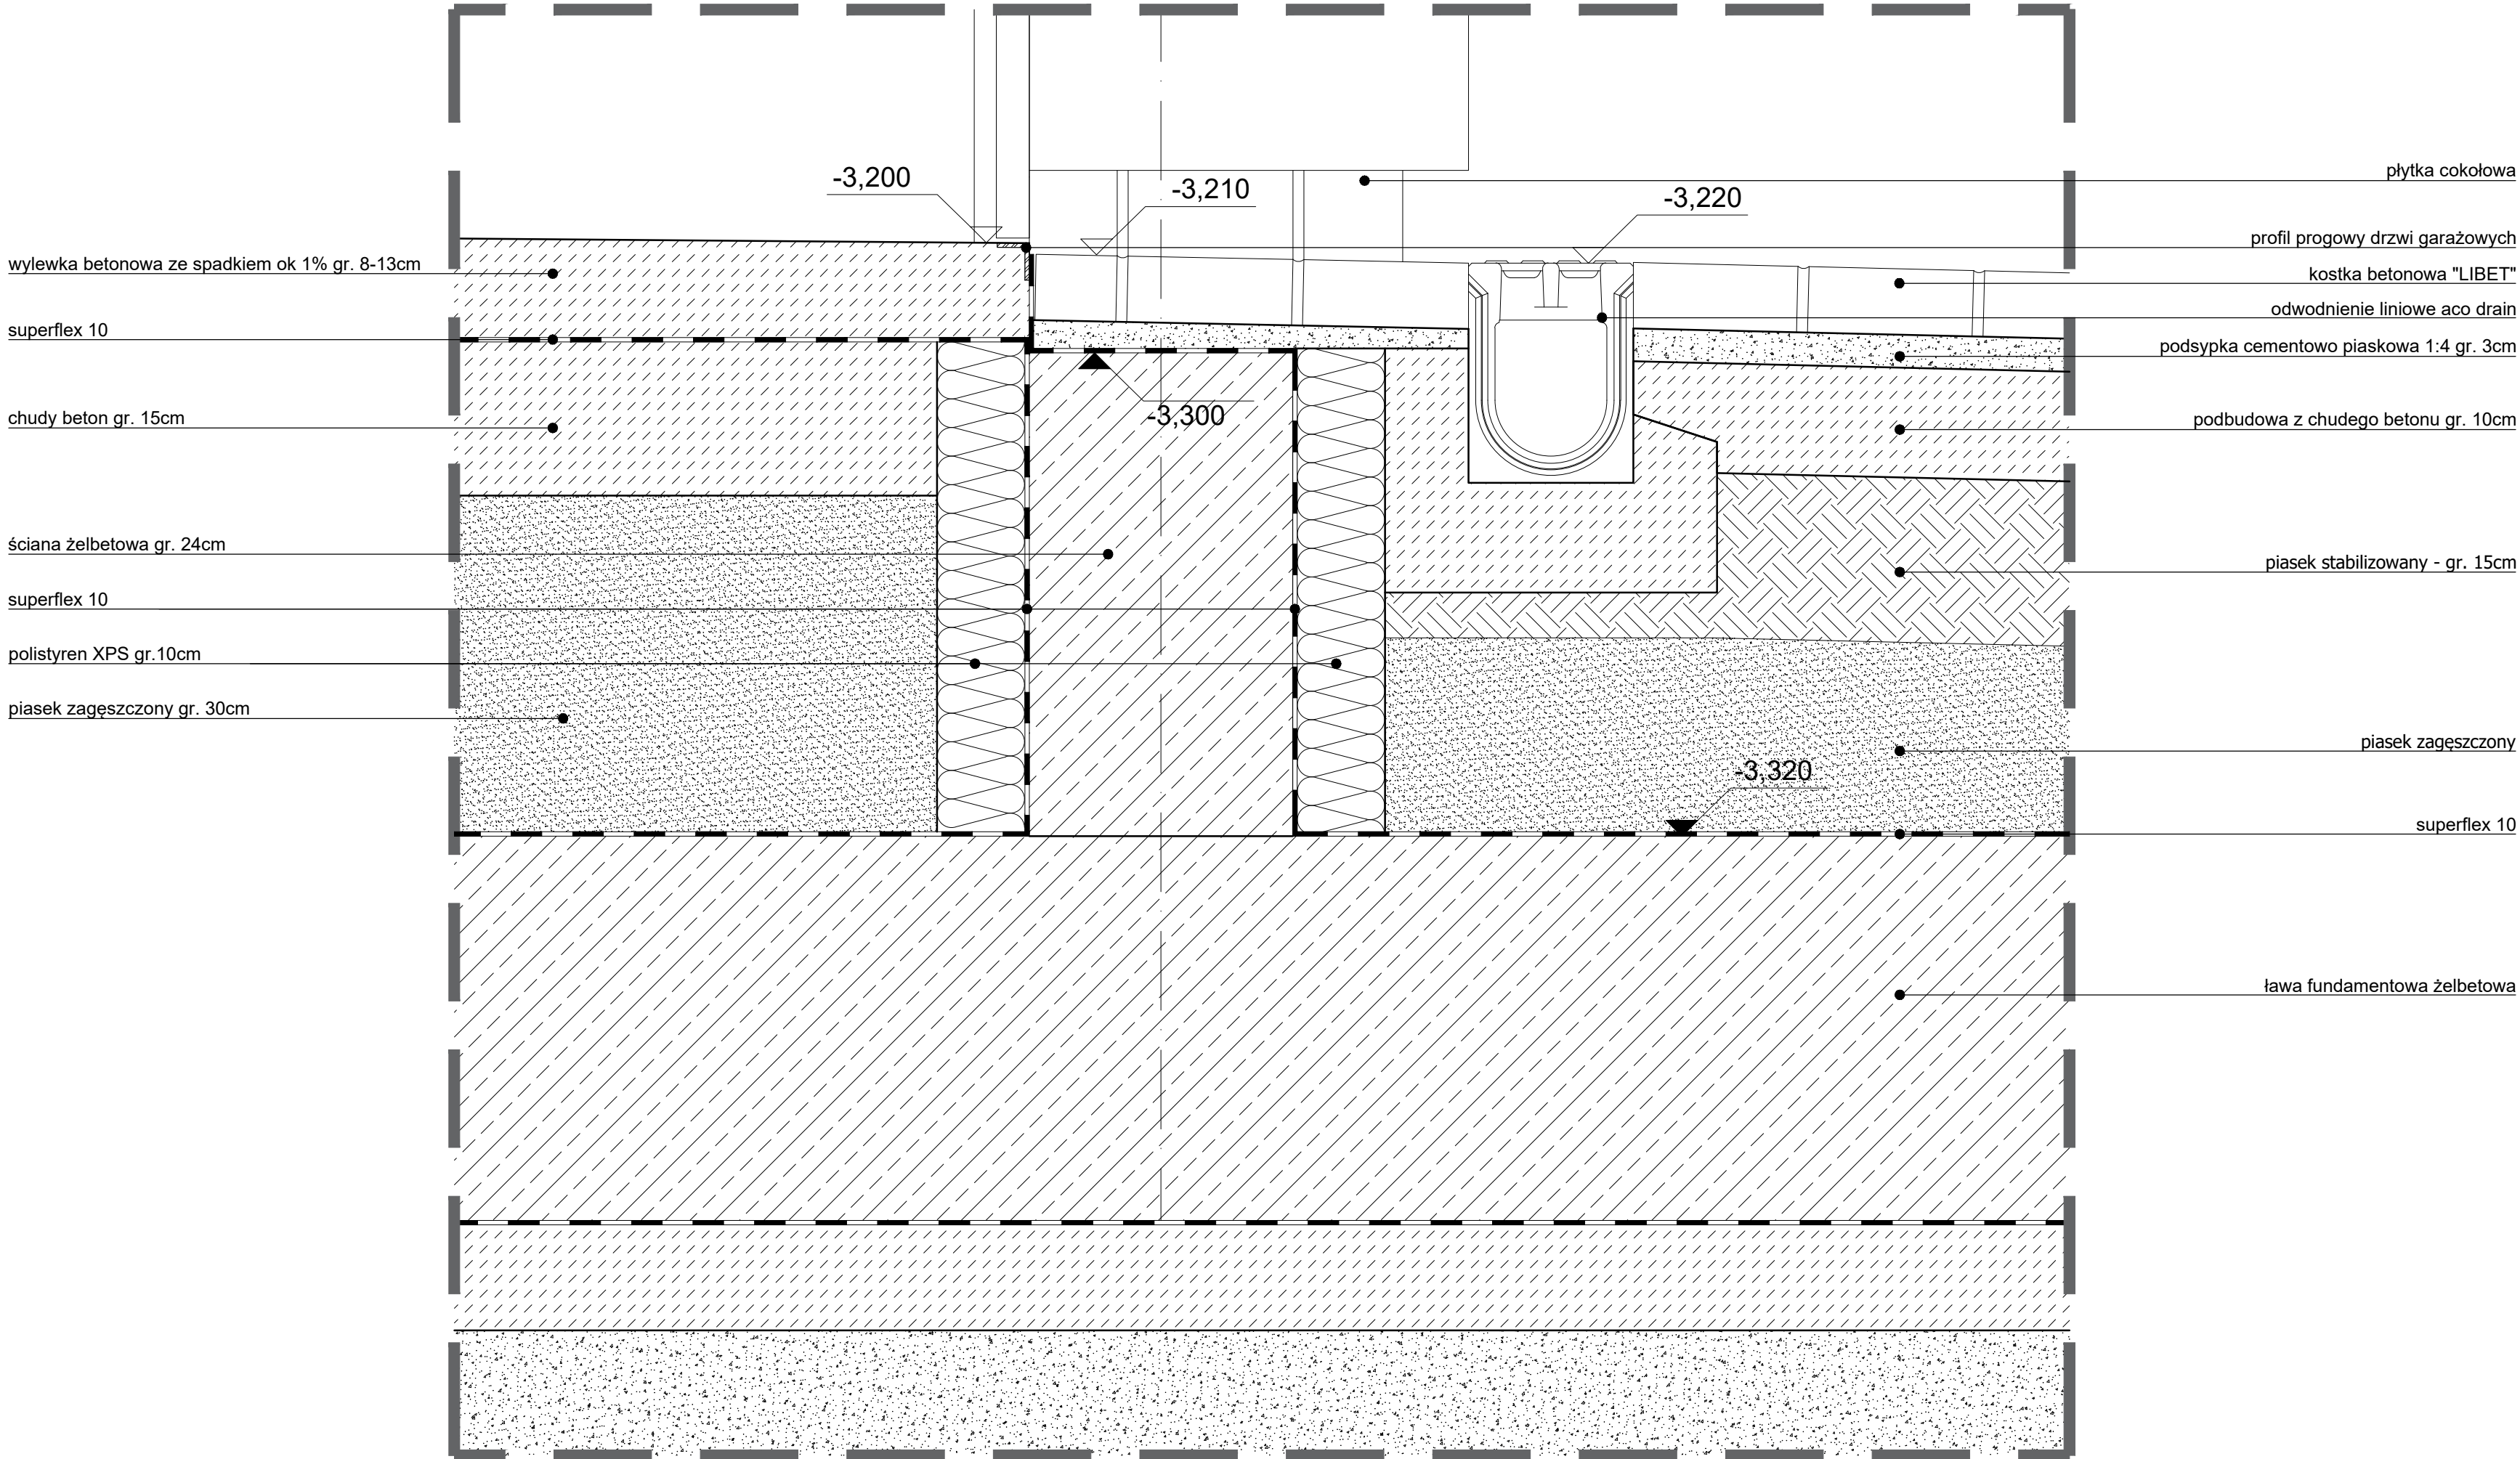 płytka cokołowa
-3,200
-3,210
-3,220
profil progowy drzwi garażowych
wylewka betonowa ze spadkiem ok 1% gr. 8-13cm
kostka betonowa "LIBET"
odwodnienie liniowe aco drain
superflex 10
podsypka cementowo piaskowa 1:4 gr. 3cm
chudy beton gr. 15cm
-3,300
podbudowa z chudego betonu gr. 10cm
ściana żelbetowa gr. 24cm
piasek stabilizowany - gr. 15cm
superflex 10
polistyren XPS gr.10cm
piasek zagęszczony gr. 30cm
piasek zagęszczony
-3,320
superflex 10
ława fundamentowa żelbetowa